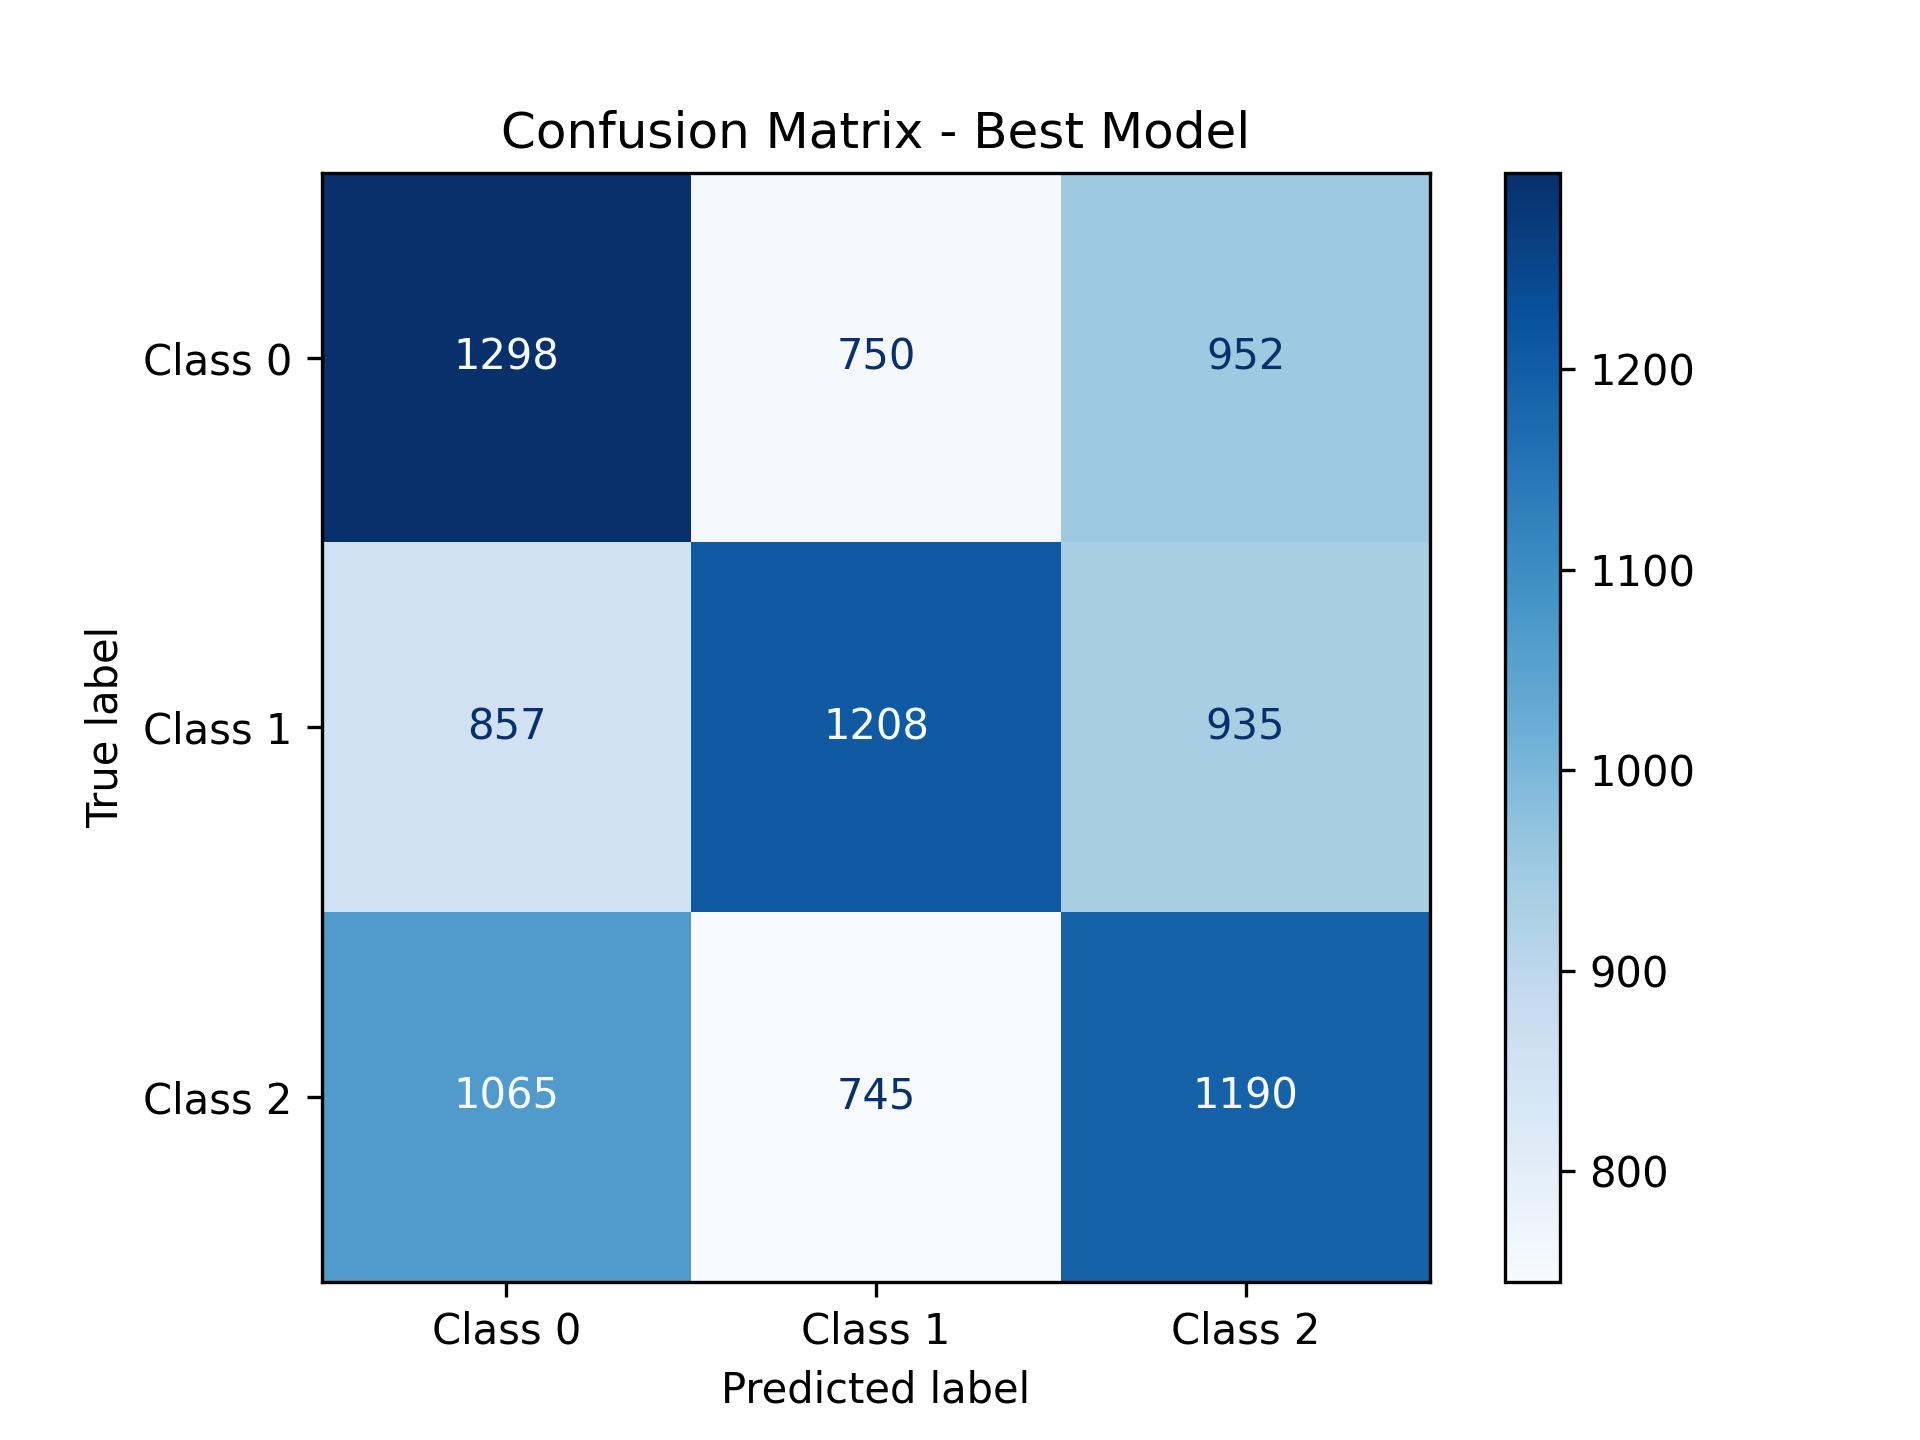 Confusion Matrix - Best Model
True label
Class 0
1298
750
952
Class 1
857
1208
935
Class 2
1065
745
1190
Class 0
Class 1
Class 2
Predicted label
1200
1100
1000
900
800